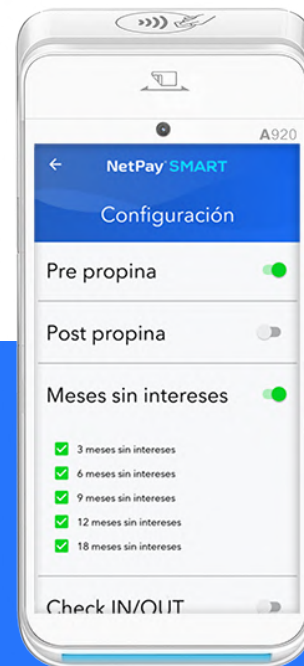 A920
NetPay SMART
Configuración
Pre propina
Post propina
Meses sin intereses
3 meses sin intereses
6 meses sin intereses
9 meses sin intereses
12 meses sin intereses
18 meses sin intereses
Check IN/OUT